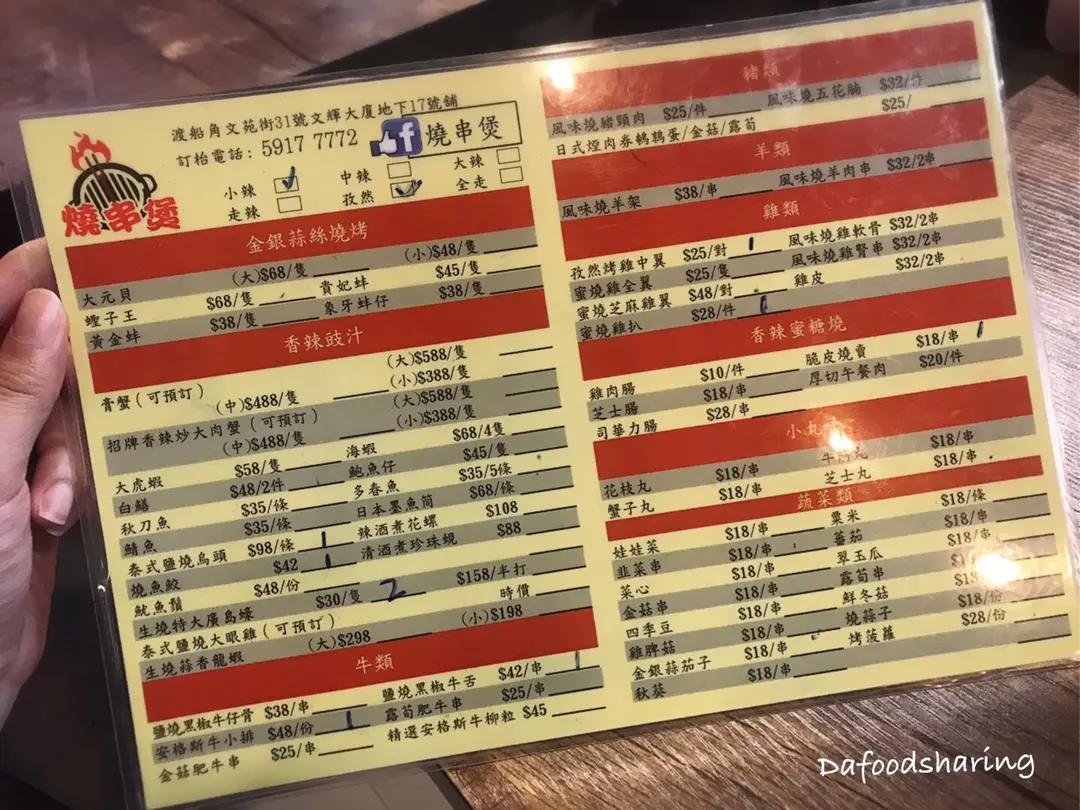 渡船角文苑街31號文輝大廈地下17號舖
訂枱電話: 5917 7772 f 燒串煲
燒串煲
小辣 ✓ 中辣 大辣
走辣 孜然 ✓ 全走
金銀蒜絲燒烤
大元貝 (大)$68/隻 (小)$48/隻
蟶子王 $68/隻 貴妃蚌 $45/隻
黃金蚌 $38/隻 象牙蚌仔 $38/隻
香辣豉汁
膏蟹(可預訂) (大)$588/隻
(中)$488/隻 (小)$388/隻
招牌香辣炒大肉蟹(可預訂) (大)$588/隻
(中)$488/隻 (小)$388/隻
大虎蝦 $58/隻 海蝦 $68/4隻
白鱔 $48/2件 鮑魚仔 $45/隻
秋刀魚 $35/條 多春魚 $35/5條
鯖魚 $35/條 日本墨魚筒 $68/條
泰式鹽燒烏頭 $98/條 1 辣酒煮花螺 $108
燒魚鮫 $42 1 清酒煮珍珠蜆 $88
魷魚鬚 $48/份
生燒特大廣島蠔 $30/隻 2 $158/半打
泰式鹽燒大眼雞(可預訂) 時價
生燒蒜香龍蝦 (大)$298 (小)$198
牛類
鹽燒黑椒牛仔骨 $38/串 鹽燒黑椒牛舌 $42/串 1
安格斯牛小排 $48/份 1 露荀肥牛串 $25/串
金菇肥牛串 $25/串 精選安格斯牛柳粒 $45
豬類
風味燒豬頸肉 $25/件 風味燒五花腩 $32/件
日式煙肉券鵪鶉蛋/金菇/露荀 $25/
羊類
風味燒羊架 $38/串 風味燒羊肉串 $32/2串
雞類
孜然烤雞中翼 $25/對 1 風味燒雞軟骨 $32/2串
蜜燒雞全翼 $25/隻 風味燒雞腎串 $32/2串
蜜燒芝麻雞翼 $48/對 雞皮 $32/2串
蜜燒雞扒 $28/件 1
香辣蜜糖燒
雞肉腸 $10/件 脆皮燒賣 $18/串 1
芝士腸 $18/串 厚切午餐肉 $20/件
司華力腸 $28/串
小丸
花枝丸 $18/串 丸 $18/串
蟹子丸 $18/串 芝士丸 $18/串
蔬菜類
娃娃菜 $18/串 粟米 $18/條
韭菜串 $18/串 蕃茄 $18/串
菜心 $18/串 翠玉瓜 $18/串
金菇串 $18/串 露荀串
四季豆 $18/串 鮮冬菇
雞脾菇 $18/串 燒蒜子 $18/份
金銀蒜茄子 $18/串 烤菠蘿 $28/份
秋葵 $18/串
Dafoodsharing